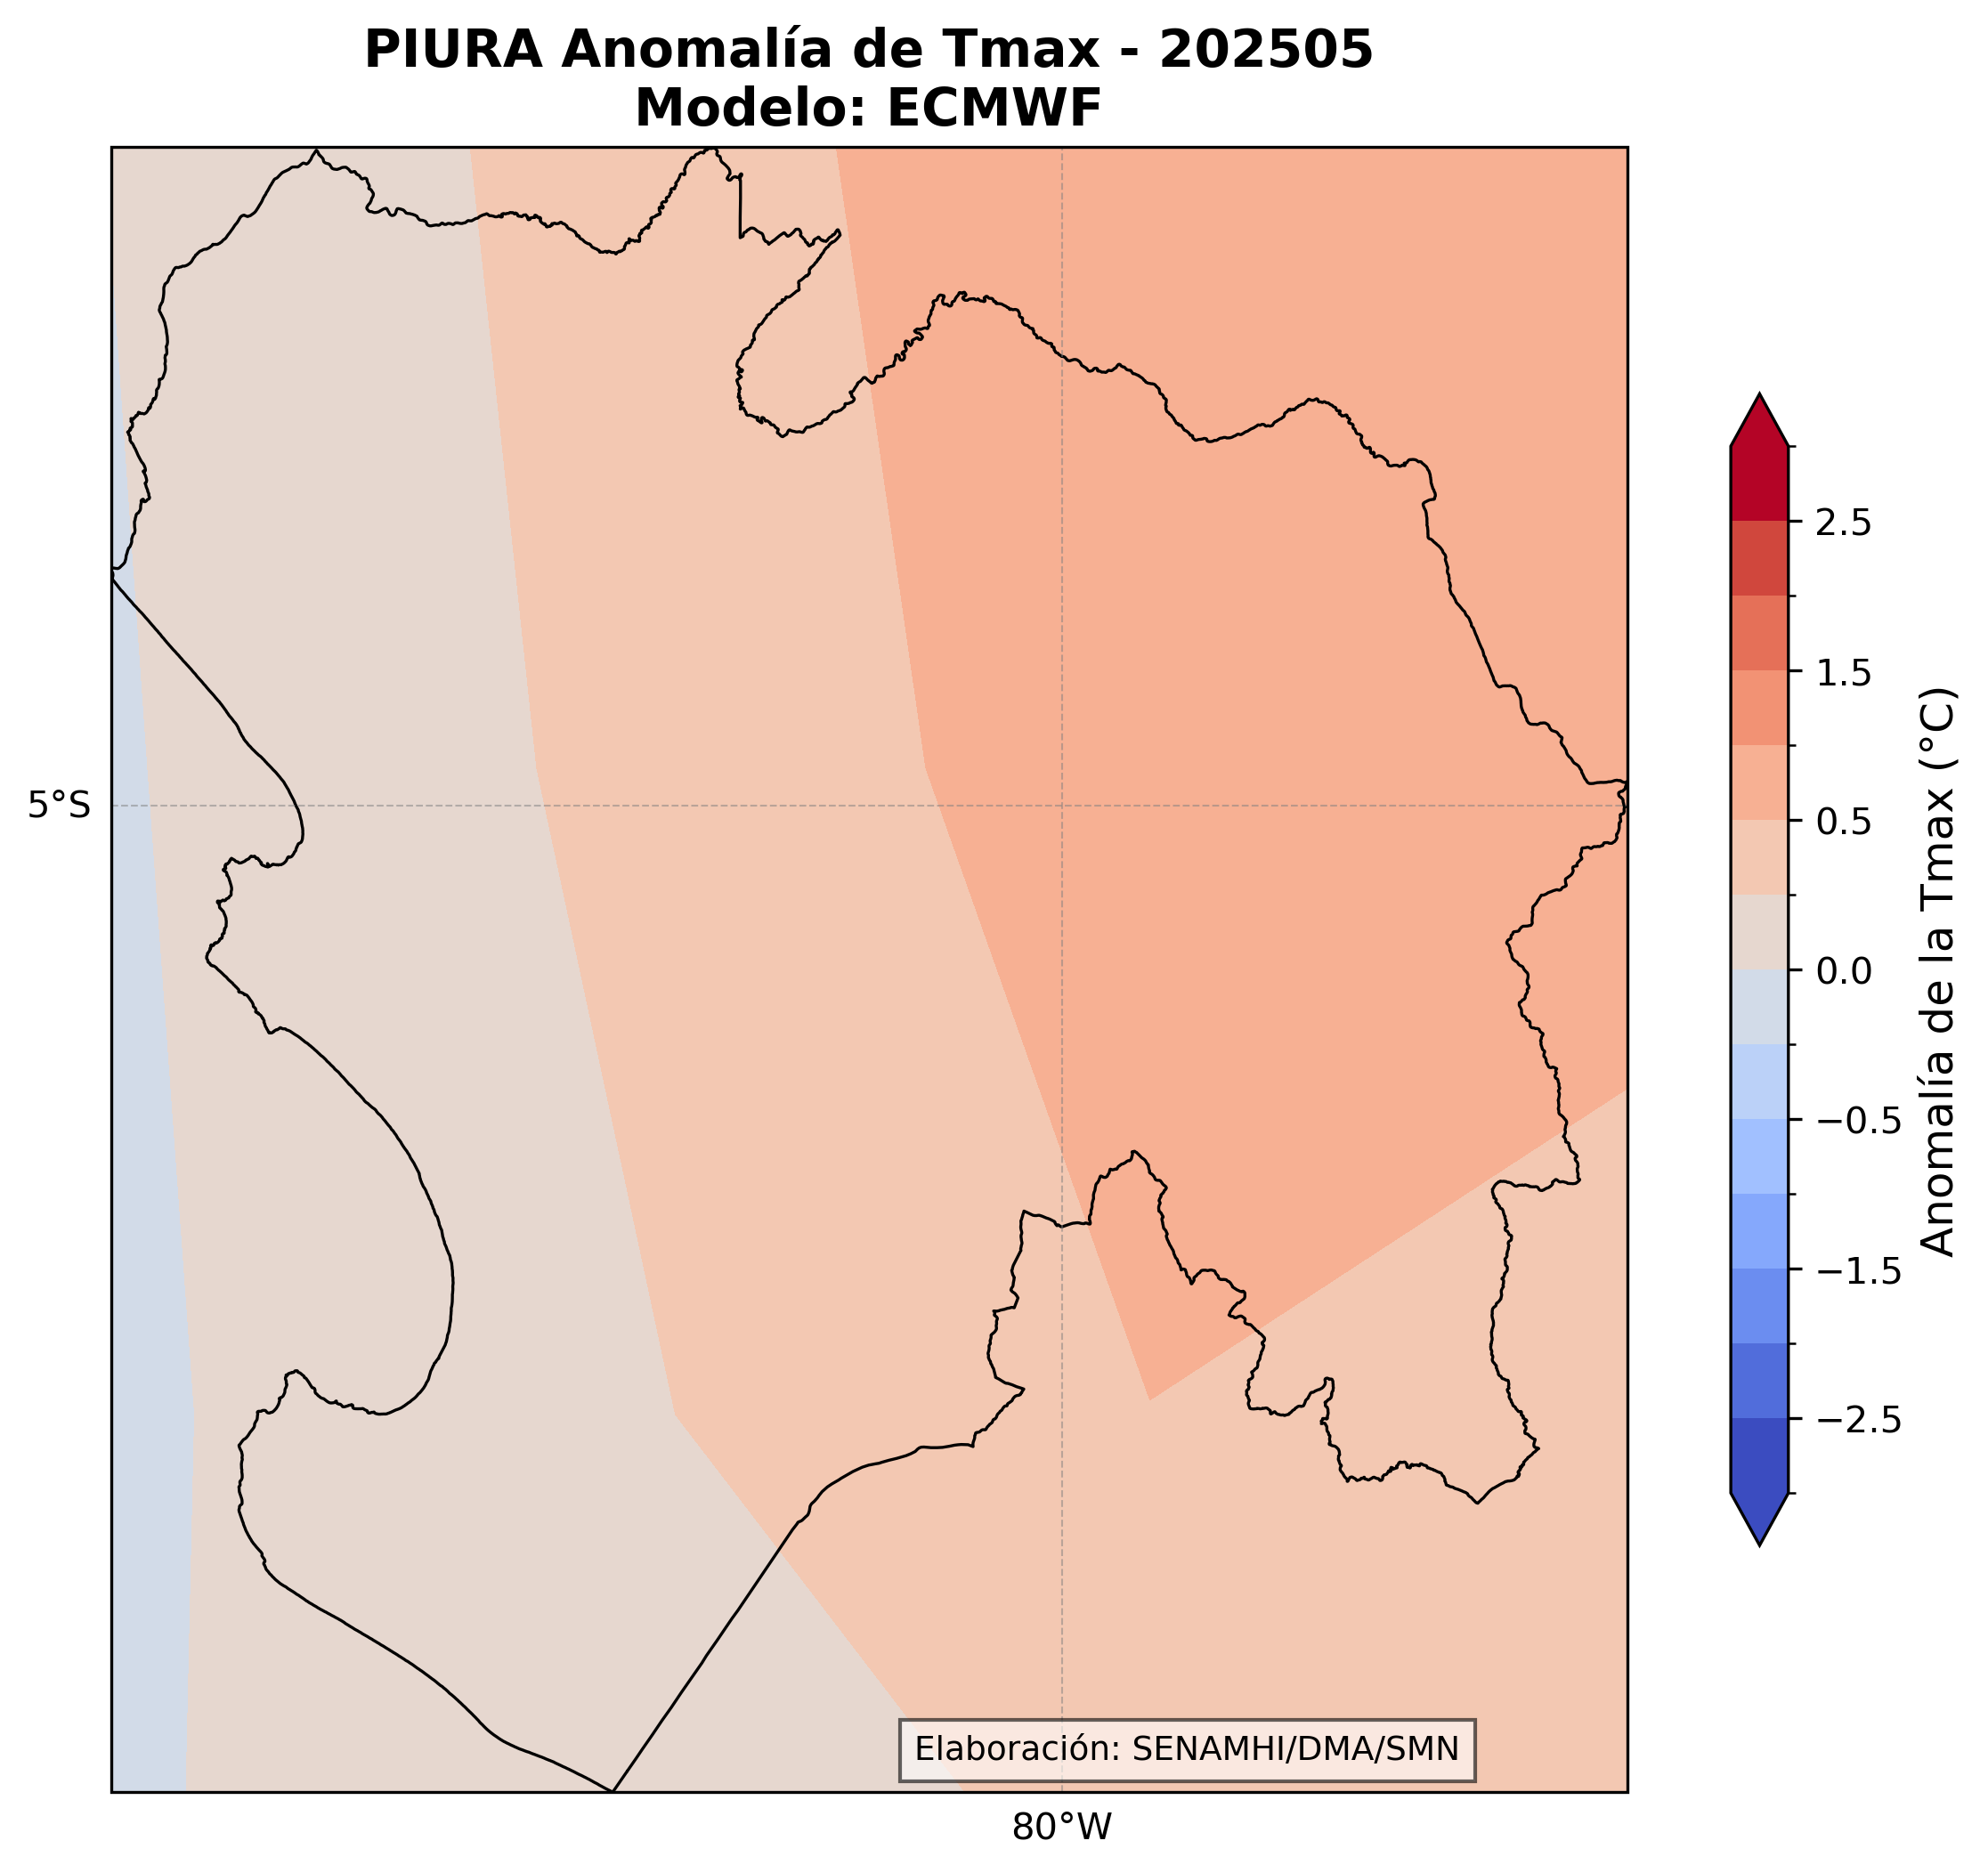 PIURA Anomalía de Tmax - 202505
Modelo: ECMWF
2.5
1.5
0.5
0.0
−0.5
−1.5
−2.5
Anomalía de la Tmax (°C)
5°S
Elaboración: SENAMHI/DMA/SMN
80°W